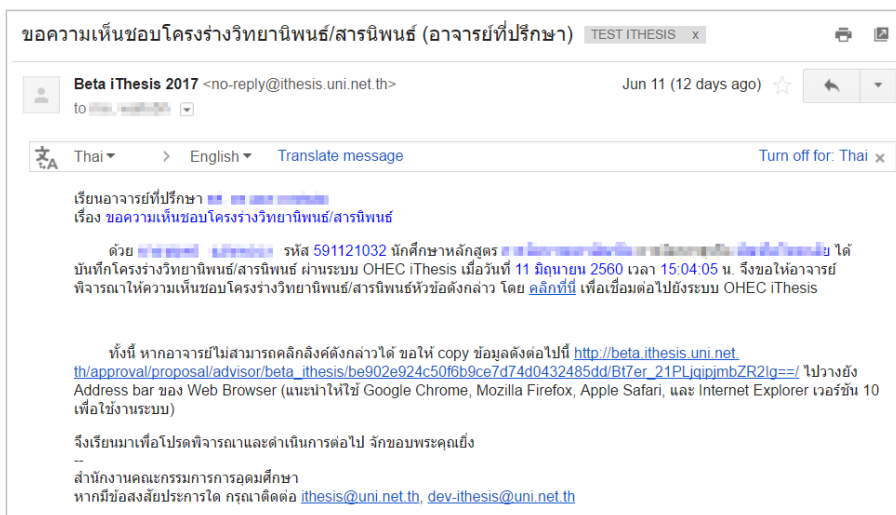 ขอความเห็นชอบโครงร่างวิทยานิพนธ์/สารนิพนธ์ (อาจารย์ที่ปรึกษา) TEST ITHESIS x
Beta iThesis 2017 <no-reply@ithesis.uni.net.th> Jun 11 (12 days ago)
to
Thai > English Translate message Turn off for: Thai x
เรียนอาจารย์ที่ปรึกษา
เรื่อง ขอความเห็นชอบโครงร่างวิทยานิพนธ์/สารนิพนธ์
ด้วย รหัส 591121032 นักศึกษาหลักสูตร ได้
บันทึกโครงร่างวิทยานิพนธ์/สารนิพนธ์ ผ่านระบบ OHEC iThesis เมื่อวันที่ 11 มิถุนายน 2560 เวลา 15:04:05 น. จึงขอให้อาจารย์
พิจารณาให้ความเห็นชอบโครงร่างวิทยานิพนธ์/สารนิพนธ์หัวข้อดังกล่าว โดย คลิกที่นี่ เพื่อเชื่อมต่อไปยังระบบ OHEC iThesis
ทั้งนี้ หากอาจารย์ไม่สามารถคลิกลิงค์ดังกล่าวได้ ขอให้ copy ข้อมูลดังต่อไปนี้ http://beta.ithesis.uni.net.
th/approval/proposal/advisor/beta_ithesis/be902e924c50f6b9ce7d74d0432485dd/Bt7er_21PLjqipjmbZR2Ig==/ ไปวางยัง
Address bar ของ Web Browser (แนะนำให้ใช้ Google Chrome, Mozilla Firefox, Apple Safari, และ Internet Explorer เวอร์ชัน 10
เพื่อใช้งานระบบ)
จึงเรียนมาเพื่อโปรดพิจารณาและดำเนินการต่อไป จักขอบพระคุณยิ่ง
--
สำนักงานคณะกรรมการการอุดมศึกษา
หากมีข้อสงสัยประการใด กรุณาติดต่อ ithesis@uni.net.th, dev-ithesis@uni.net.th